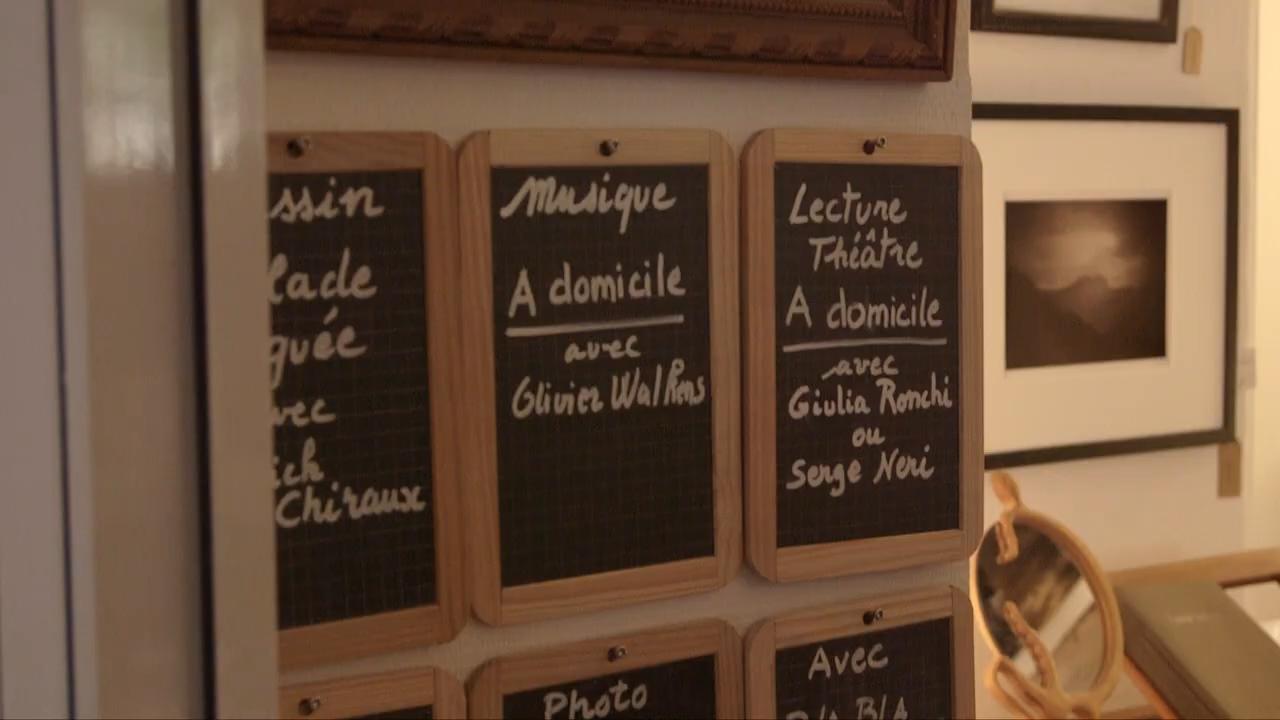 ssin
lade
guée
vec
ich
Chiraux
Musique
A domicile
avec
Olivier Walkens
Lecture
Théâtre
A domicile
avec
Giulia Ronchi
ou
Serge Neri
Photo
Avec